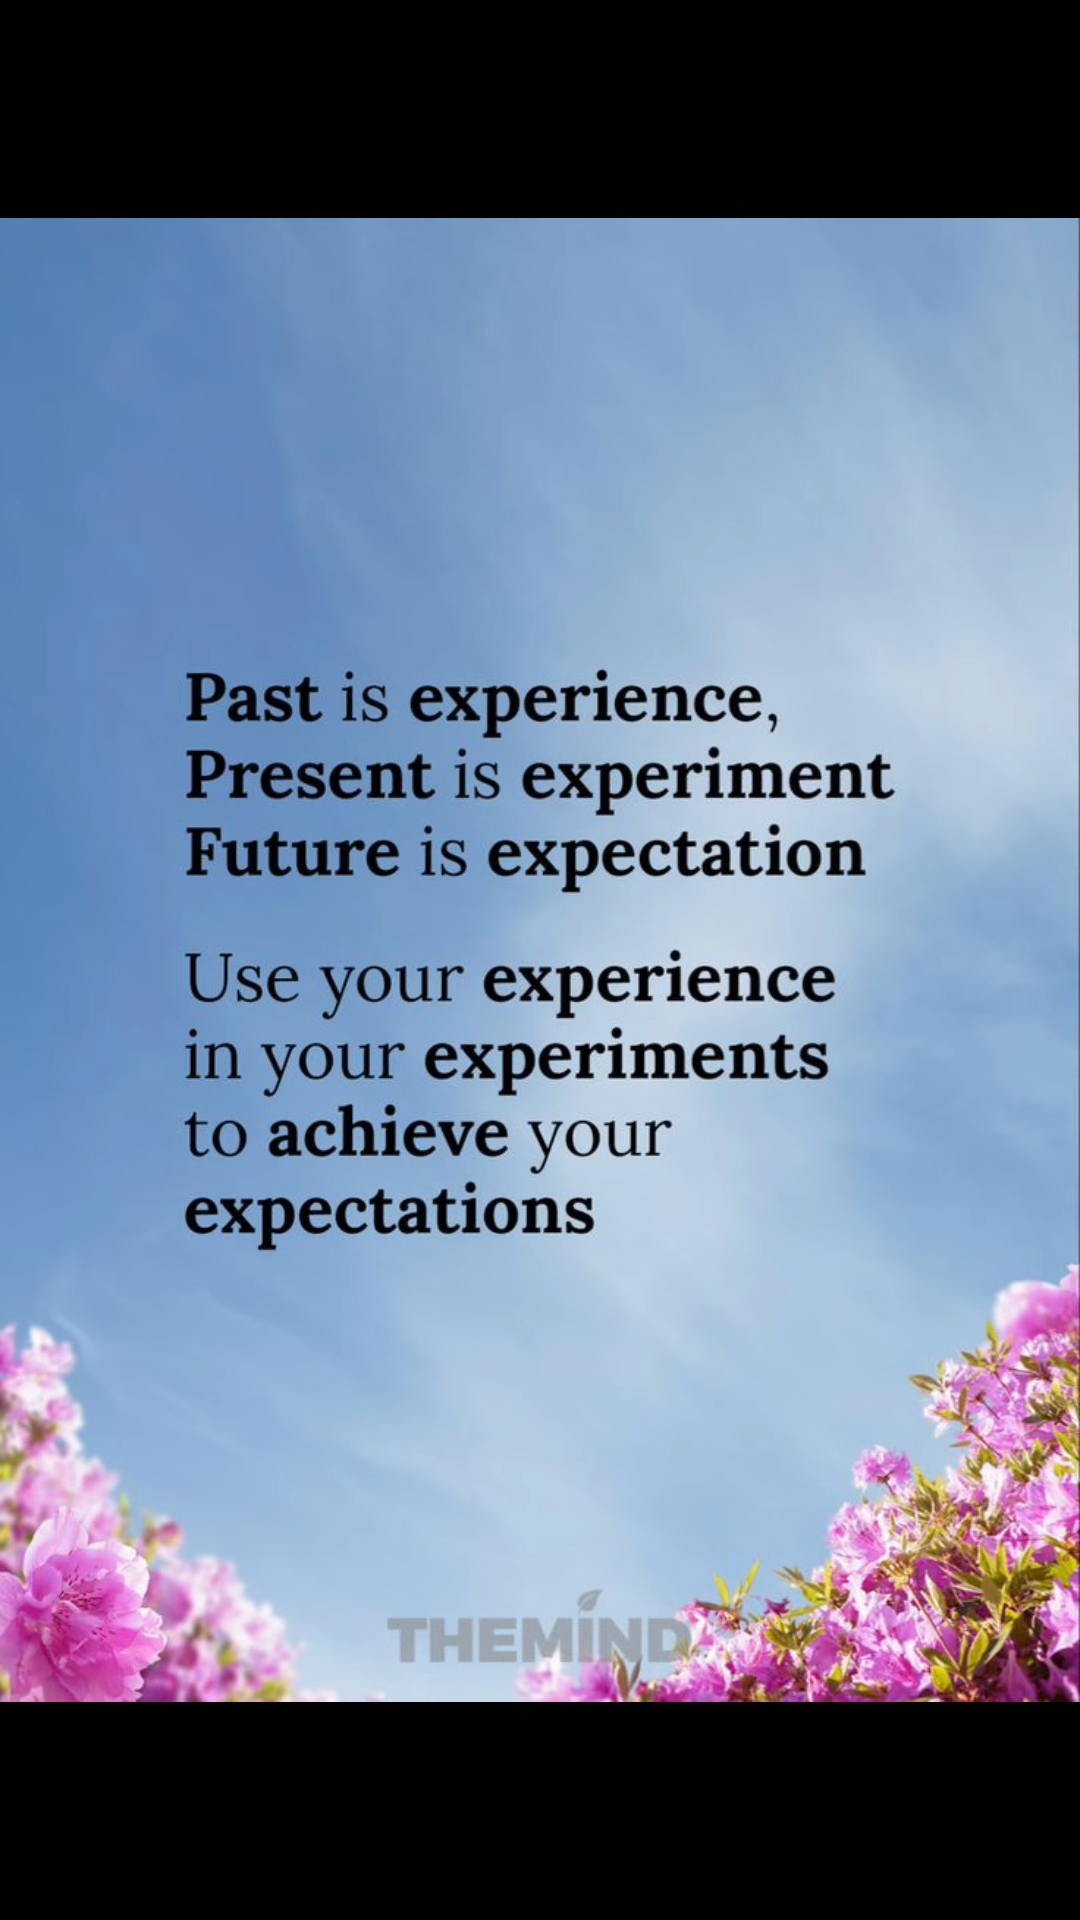 Past is experience,
Present is experiment
Future is expectation
Use your experience
in your experiments
to achieve your
expectations
THEMIND